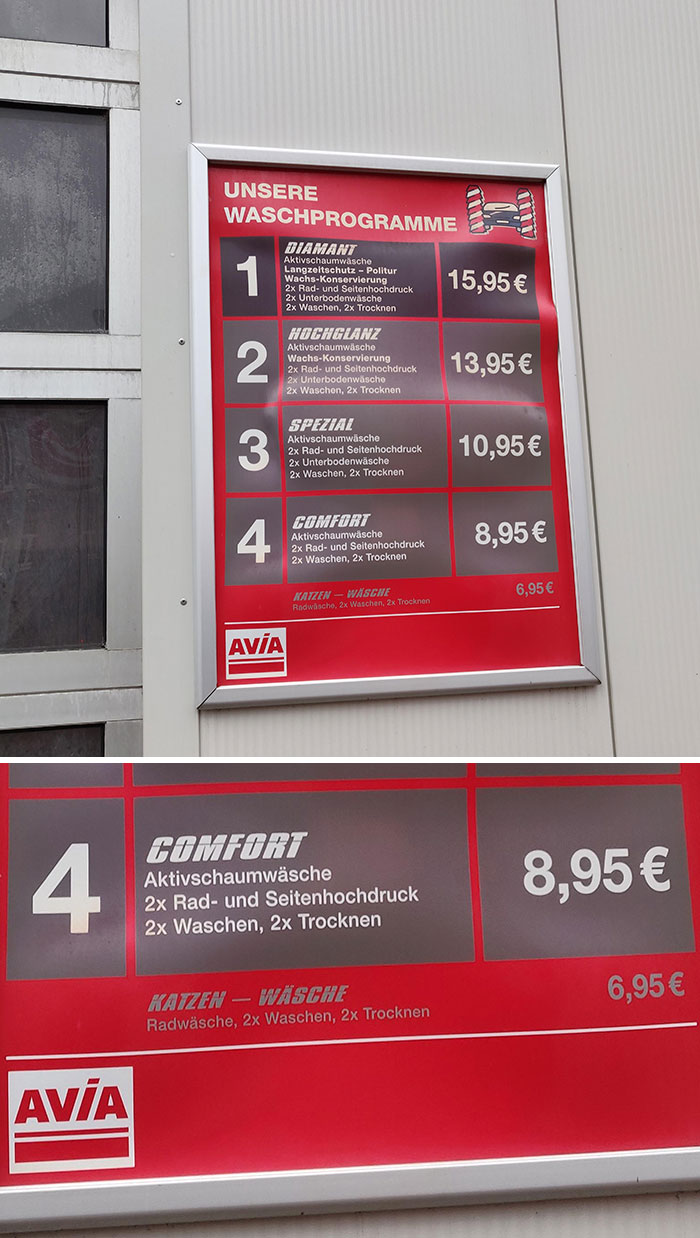 UNSERE
WASCHPROGRAMME
1
DIAMANT
Aktivschaumwäsche
Langzeitschutz – Politur
Wachs-Konservierung
2x Rad- und Seitenhochdruck
2x Unterbodenwäsche
2x Waschen, 2x Trocknen
15,95€
2
HOCHGLANZ
Aktivschaumwäsche
Wachs-Konservierung
2x Rad- und Seitenhochdruck
2x Unterbodenwäsche
2x Waschen, 2x Trocknen
13,95€
3
SPEZIAL
Aktivschaumwäsche
2x Rad- und Seitenhochdruck
2x Unterbodenwäsche
2x Waschen, 2x Trocknen
10,95€
4
COMFORT
Aktivschaumwäsche
2x Rad- und Seitenhochdruck
2x Waschen, 2x Trocknen
8,95€
KATZEN – WÄSCHE
Radwäsche, 2x Waschen, 2x Trocknen
6,95€
AVIA
4
COMFORT
Aktivschaumwäsche
2x Rad- und Seitenhochdruck
2x Waschen, 2x Trocknen
8,95€
KATZEN – WÄSCHE
Radwäsche, 2x Waschen, 2x Trocknen
6,95€
AVIA